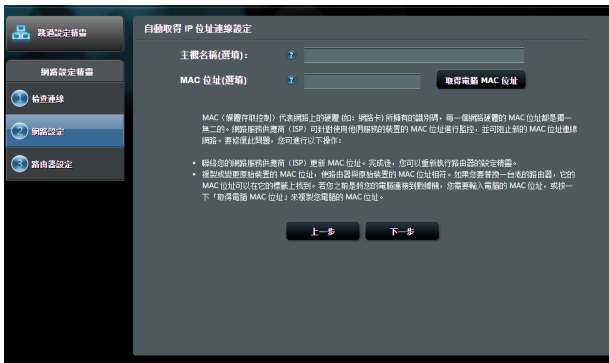 跳過設定精靈
網路設定精靈
1 檢查連線
2 網路設定
3 路由器設定
自動取得 IP 位址連線設定
主機名稱(選填):
MAC 位址(選填)
取得電腦 MAC 位址
MAC (媒體存取控制) 代表網路上的硬體 (如: 網路卡) 所擁有的識別碼，每一個網路硬體的 MAC 位址都是獨一
無二的。網路服務供應商 (ISP) 可針對使用他們服務的裝置的 MAC 位址進行監控，並可阻止新的 MAC 位址連線
網路。要修復此問題，您可進行以下操作:
• 聯絡您的網路服務供應商 (ISP) 更新 MAC 位址。完成後，您可以重新執行路由器的設定精靈。
• 複製或變更原始裝置的 MAC 位址，使路由器與原始裝置的 MAC 位址相符。如果您要替換一台老的路由器，它的
MAC 位址可以在它的標籤上找到。若您之前是將您的電腦連接到數據機，您需要輸入電腦的 MAC 位址，或按一
下「取得電腦 MAC 位址」來複製您電腦的 MAC 位址。
上一步
下一步